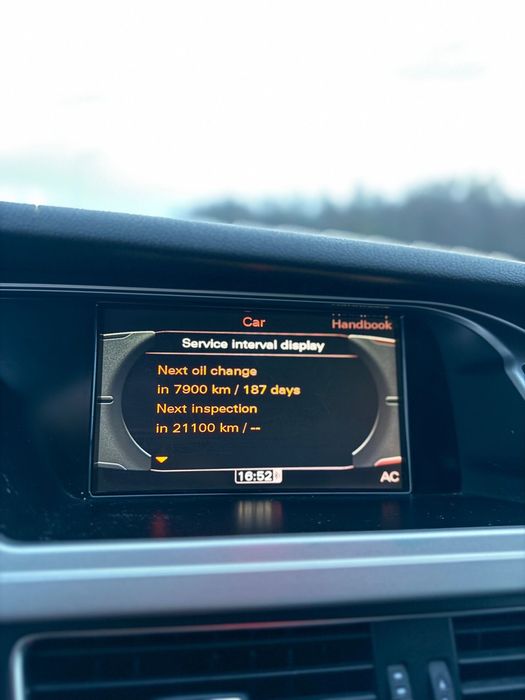 Car
Handbook
Service interval display
Next oil change
in 7900 km / 187 days
Next inspection
in 21100 km / --
16:52
AC